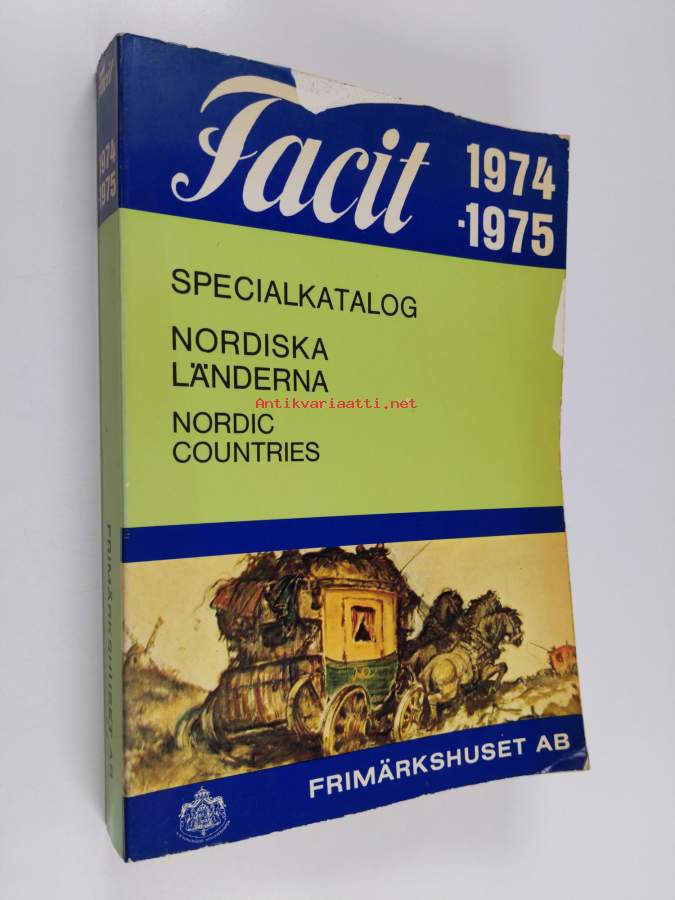 Facit
1974
-1975
SPECIALKATALOG
NORDISKA
LÄNDERNA
NORDIC
COUNTRIES
FRIMÄRKSHUSET AB
1974
-1975
FRIMÄRKSHUSET AB
Antikvariaatti.net